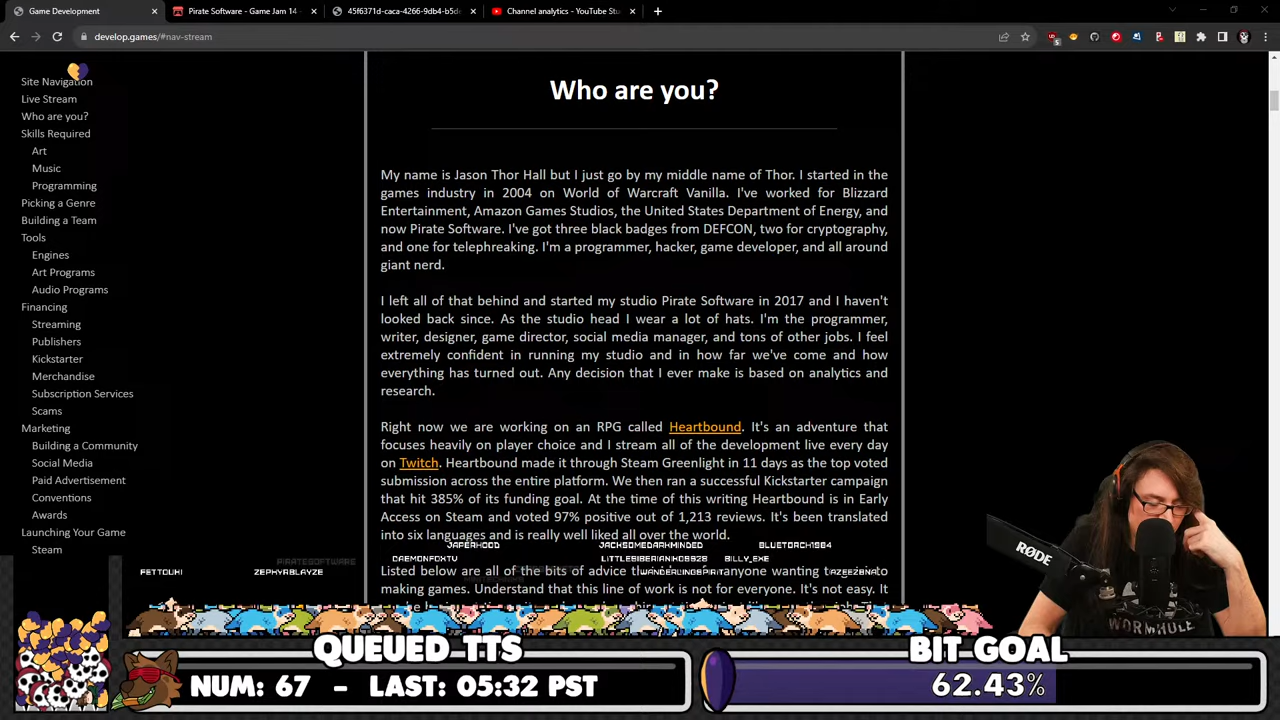 Game Development
Pirate Software - Game Jam 14 -
45f6371d-caca-4266-9db4-b5de
Channel analytics - YouTube Stu
develop.games/#nav-stream
Site Navigation
Live Stream
Who are you?
Skills Required
Art
Music
Programming
Picking a Genre
Building a Team
Tools
Engines
Art Programs
Audio Programs
Financing
Streaming
Publishers
Kickstarter
Merchandise
Subscription Services
Scams
Marketing
Building a Community
Social Media
Paid Advertisement
Conventions
Awards
Launching Your Game
Steam
Who are you?
My name is Jason Thor Hall but I just go by my middle name of Thor. I started in the
games industry in 2004 on World of Warcraft Vanilla. I've worked for Blizzard
Entertainment, Amazon Games Studios, the United States Department of Energy, and
now Pirate Software. I've got three black badges from DEFCON, two for cryptography,
and one for telephreaking. I'm a programmer, hacker, game developer, and all around
giant nerd.
I left all of that behind and started my studio Pirate Software in 2017 and I haven't
looked back since. As the studio head I wear a lot of hats. I'm the programmer,
writer, designer, game director, social media manager, and tons of other jobs. I feel
extremely confident in running my studio and in how far we've come and how
everything has turned out. Any decision that I ever make is based on analytics and
research.
Right now we are working on an RPG called Heartbound. It's an adventure that
focuses heavily on player choice and I stream all of the development live every day
on Twitch. Heartbound made it through Steam Greenlight in 11 days as the top voted
submission across the entire platform. We then ran a successful Kickstarter campaign
that hit 385% of its funding goal. At the time of this writing Heartbound is in Early
Access on Steam and voted 97% positive out of 1,213 reviews. It's been translated
into six languages and is really well liked all over the world.
JAPERHOOD JACKSOMEDARKMINDED BLUETORCH1984
PIRATESOFTWARE DAEMONFOXTV LITTLESIBERIANHOSS28 BILLY_EXE
FETTOUHI ZEPHYRBLAYZE WANDERLINDSPIRIT AZEEZENA
Listed below are all of the bits of advice anyone wanting to
making games. Understand that this line of work is not for everyone. It's not easy. It
RØDE
WORMHOLE
QUEUED TTS
NUM: 67 - LAST: 05:32 PST
BIT GOAL
62.43%